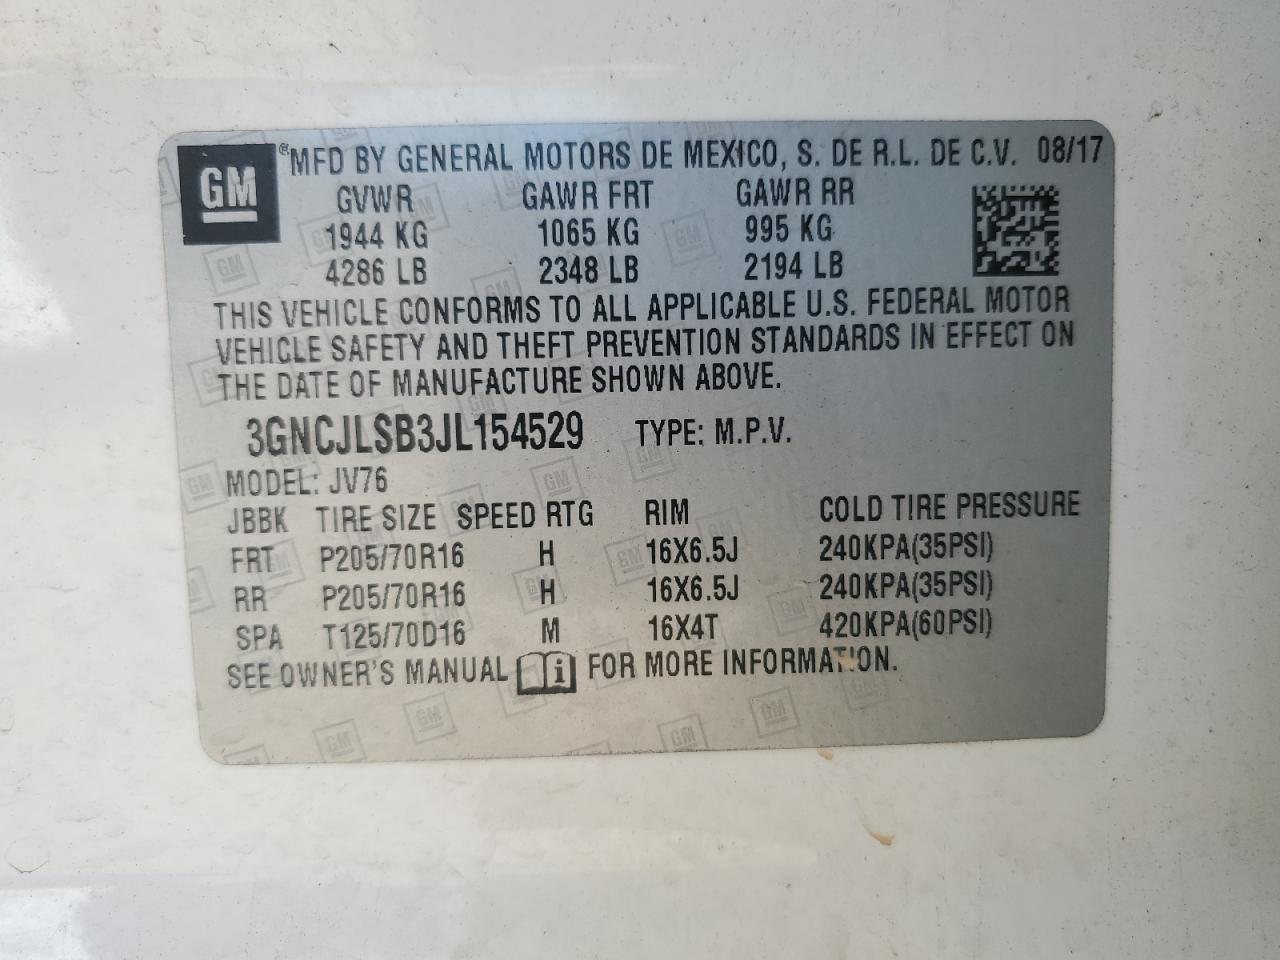 GM ® MFD BY GENERAL MOTORS DE MEXICO, S. DE R.L. DE C.V. 08/17
GVWR GAWR FRT GAWR RR
1944 KG 1065 KG 995 KG
4286 LB 2348 LB 2194 LB
THIS VEHICLE CONFORMS TO ALL APPLICABLE U.S. FEDERAL MOTOR
VEHICLE SAFETY AND THEFT PREVENTION STANDARDS IN EFFECT ON
THE DATE OF MANUFACTURE SHOWN ABOVE.
3GNCJLSB3JL154529 TYPE: M.P.V.
MODEL: JV76
JBBK TIRE SIZE SPEED RTG RIM COLD TIRE PRESSURE
FRT P205/70R16 H 16X6.5J 240KPA(35PSI)
RR P205/70R16 H 16X6.5J 240KPA(35PSI)
SPA T125/70D16 M 16X4T 420KPA(60PSI)
SEE OWNER'S MANUAL i FOR MORE INFORMATION.